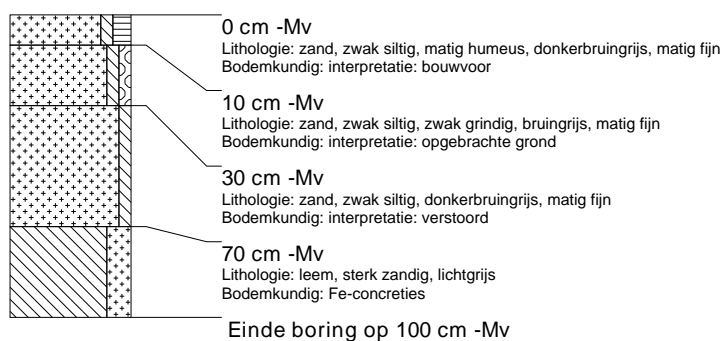 0 cm -Mv
Lithologie: zand, zwak siltig, matig humeus, donkerbruingrijs, matig fijn
Bodemkundig: interpretatie: bouwvoor
10 cm -Mv
Lithologie: zand, zwak siltig, zwak grindig, bruingrijs, matig fijn
Bodemkundig: interpretatie: opgebrachte grond
30 cm -Mv
Lithologie: zand, zwak siltig, donkerbruingrijs, matig fijn
Bodemkundig: interpretatie: verstoord
70 cm -Mv
Lithologie: leem, sterk zandig, lichtgrijs
Bodemkundig: Fe-concreties
Einde boring op 100 cm -Mv